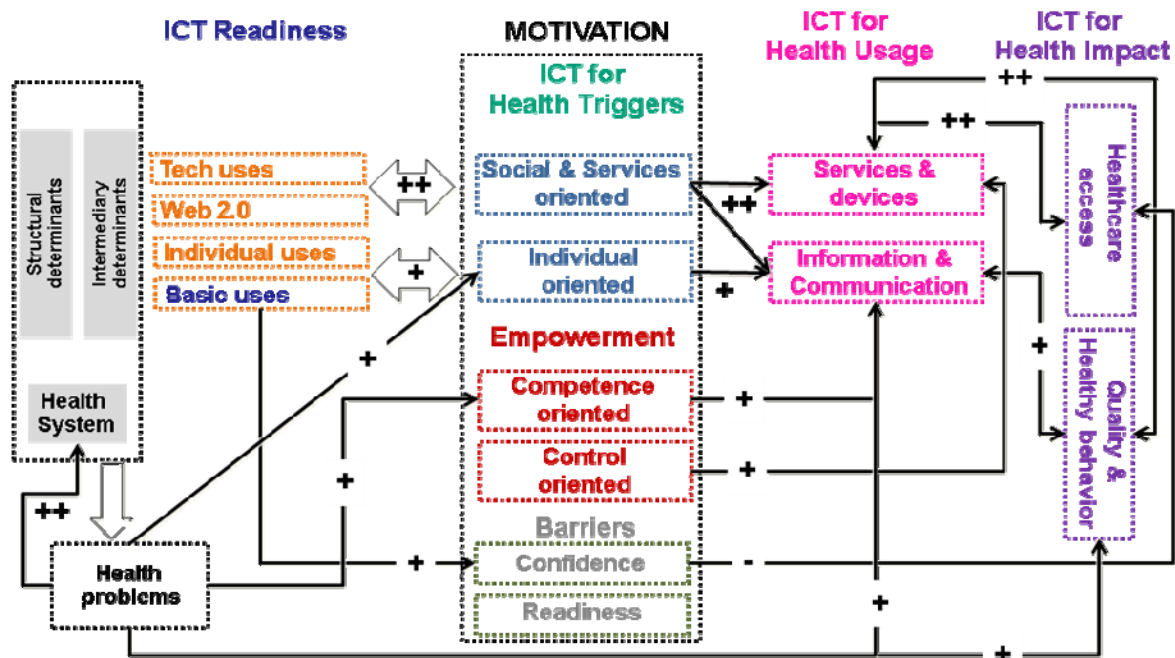 ICT Readiness
MOTIVATION
ICT for
Health Usage
ICT for
Health Impact
ICT for
Health Triggers
++
++
Structural
determinants
Intermediary
determinants
Tech uses
Web 2.0
Individual uses
Basic uses
++
+
Social & Services
oriented
Individual
oriented
++
+
Services &
devices
Information &
Communication
Healthcare
access
+
Quality &
Healthy behavior
Health
System
+
Empowerment
Competence
oriented
+
Control
oriented
+
+
++
Health
problems
Barriers
Confidence
+
-
Readiness
+
+